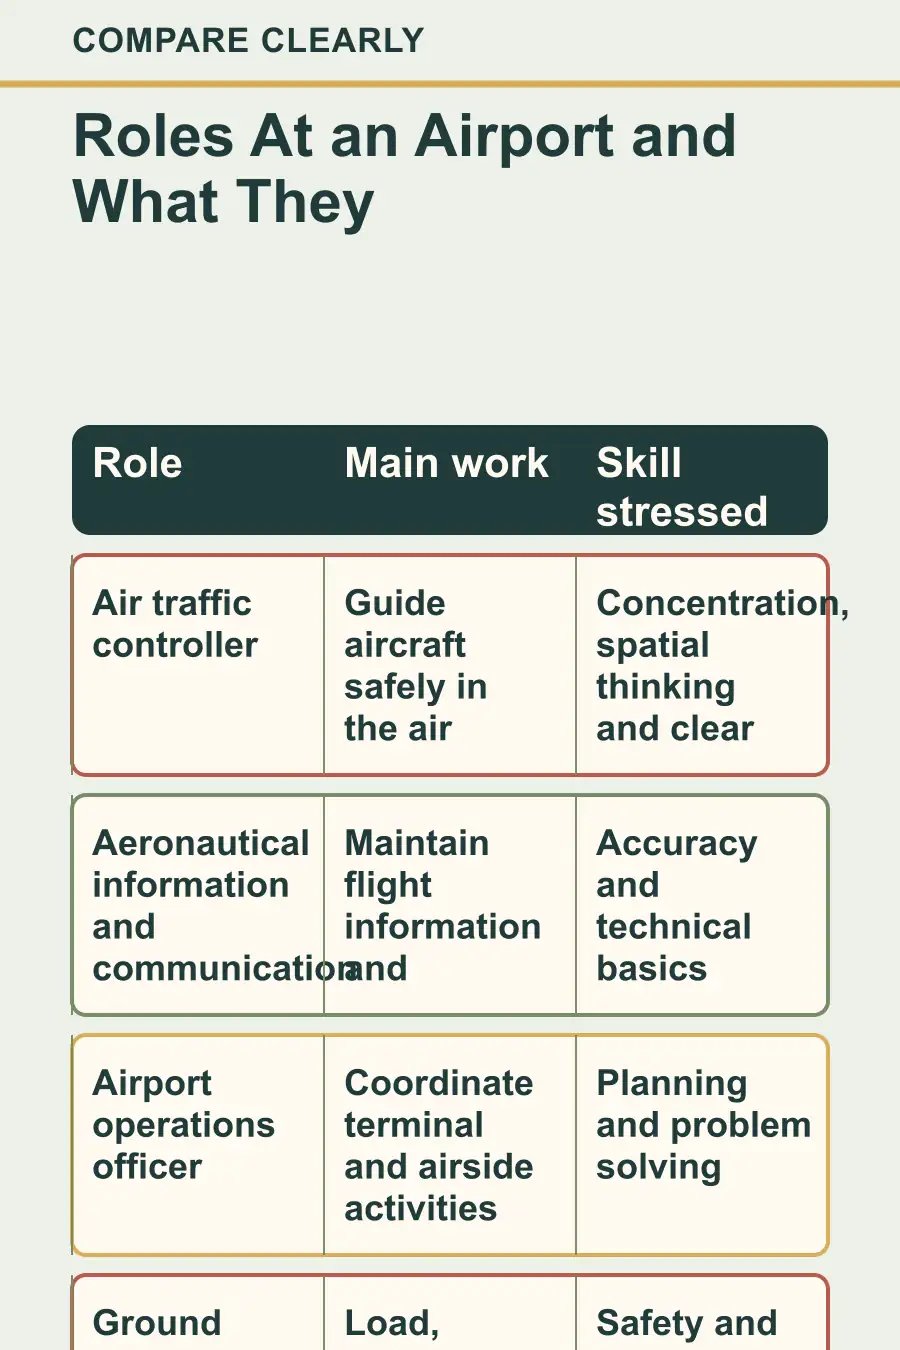 COMPARE CLEARLY
Roles At an Airport and
What They
Role
Main work
Skill
stressed
Air traffic
controller
Guide
aircraft
safely in
the air
Concentration,
spatial
thinking
and clear
Aeronautical
information
and
communication
Maintain
flight
information
and
Accuracy
and
technical
basics
Airport
operations
officer
Coordinate
terminal
and airside
activities
Planning
and problem
solving
Ground
Load,
Safety and